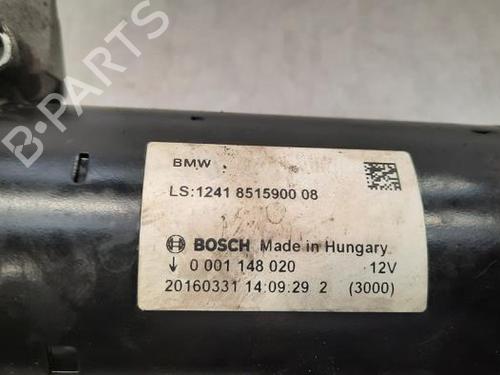 B-PARTS
BMW
LS:1241 8515900 08
BOSCH Made in Hungary
↓ 0 001 148 020 12V
20160331 14:09:29 2 (3000)